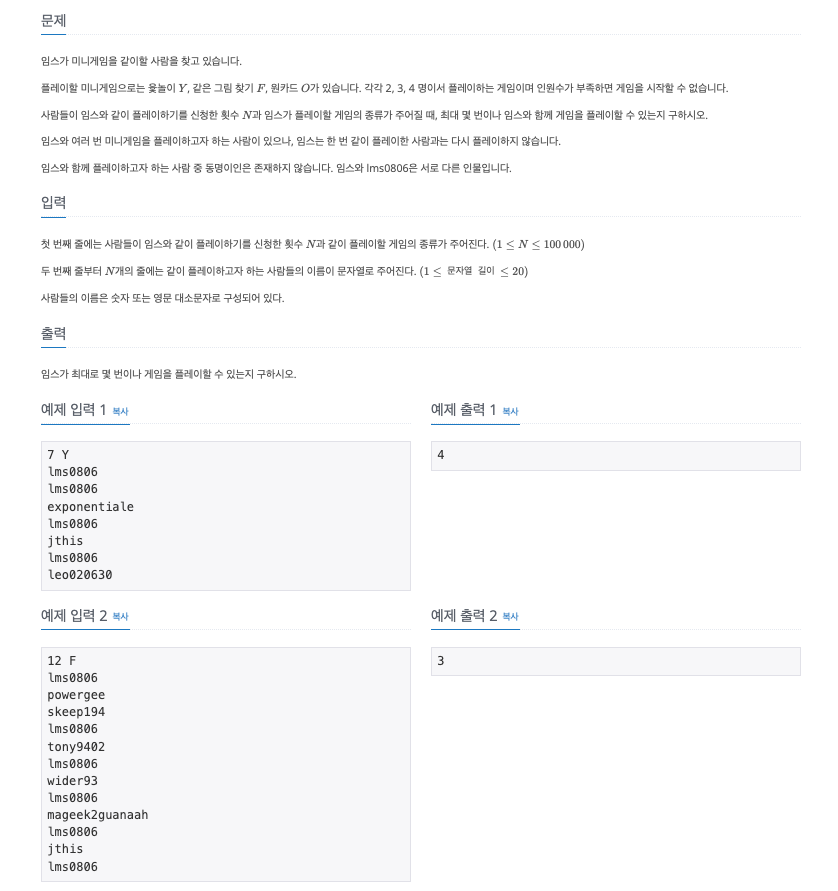 문제
임스가 미니게임을 같이할 사람을 찾고 있습니다.
플레이할 미니게임으로는 윷놀이 Y, 같은 그림 찾기 F, 원카드 O가 있습니다. 각각 2, 3, 4 명이서 플레이하는 게임이며 인원수가 부족하면 게임을 시작할 수 없습니다.
사람들이 임스와 같이 플레이하기를 신청한 횟수 N과 임스가 플레이할 게임의 종류가 주어질 때, 최대 몇 번이나 임스와 함께 게임을 플레이할 수 있는지 구하시오.
임스와 여러 번 미니게임을 플레이하고자 하는 사람이 있으나, 임스는 한 번 같이 플레이한 사람과는 다시 플레이하지 않습니다.
임스와 함께 플레이하고자 하는 사람 중 동명이인은 존재하지 않습니다. 임스와 lms0806은 서로 다른 인물입니다.
입력
첫 번째 줄에는 사람들이 임스와 같이 플레이하기를 신청한 횟수 N과 같이 플레이할 게임의 종류가 주어진다. (1 ≤ N ≤ 100 000)
두 번째 줄부터 N개의 줄에는 같이 플레이하고자 하는 사람들의 이름이 문자열로 주어진다. (1 ≤ 문자열 길이 ≤ 20)
사람들의 이름은 숫자 또는 영문 대소문자로 구성되어 있다.
출력
임스가 최대로 몇 번이나 게임을 플레이할 수 있는지 구하시오.
예제 입력 1 복사
7 Y
lms0806
lms0806
exponentiale
lms0806
jthis
lms0806
leo020630
예제 출력 1 복사
4
예제 입력 2 복사
12 F
lms0806
powergee
skeep194
lms0806
tony9402
lms0806
wider93
lms0806
mageek2guanaah
lms0806
jthis
lms0806
예제 출력 2 복사
3